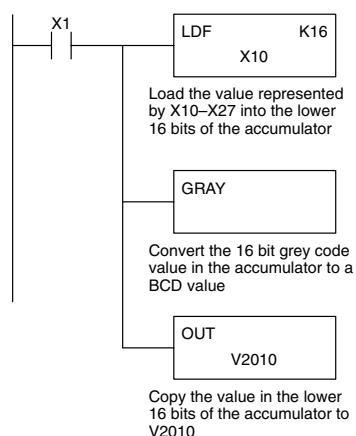 X1
LDF K16
X10
Load the value represented
by X10–X27 into the lower
16 bits of the accumulator
GRAY
Convert the 16 bit grey code
value in the accumulator to a
BCD value
OUT
V2010
Copy the value in the lower
16 bits of the accumulator to
V2010